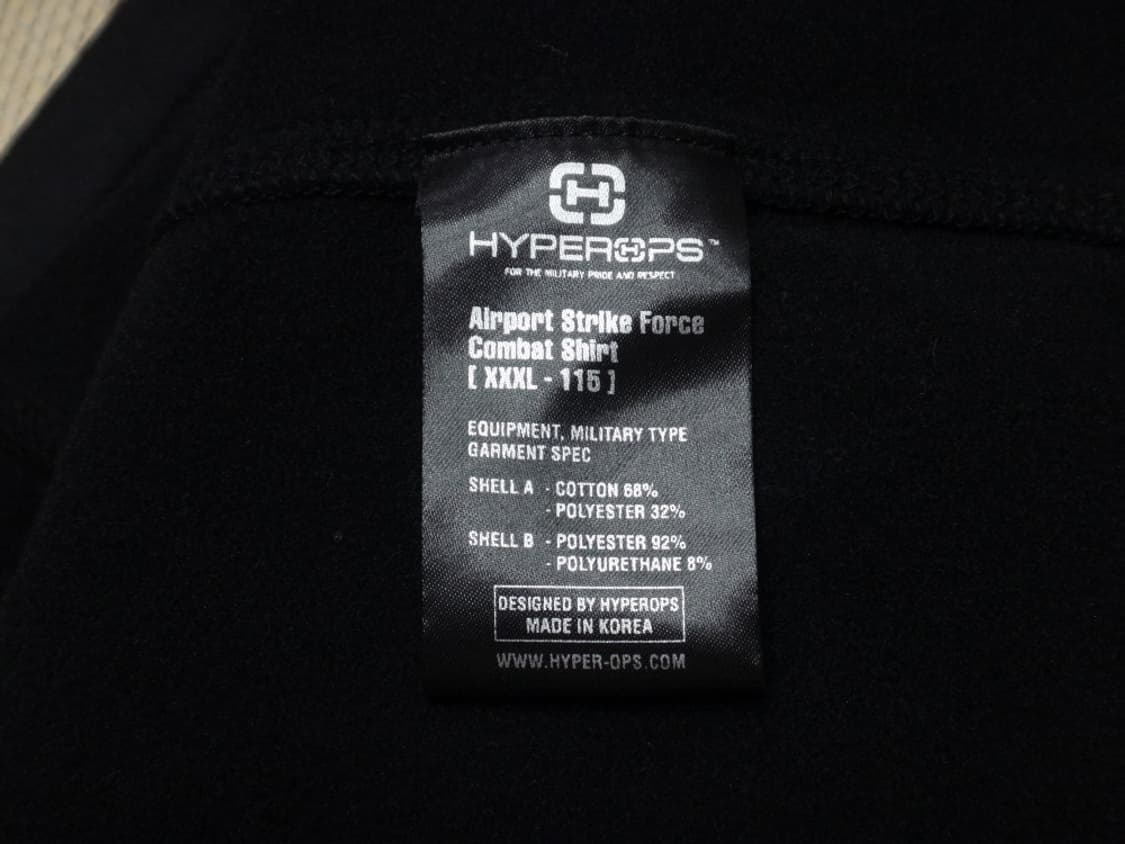 HYPEROPS™
FOR THE MILITARY PRIDE AND RESPECT
Airport Strike Force
Combat Shirt
[ XXXL - 115 ]
EQUIPMENT, MILITARY TYPE
GARMENT SPEC
SHELL A - COTTON 68%
- POLYESTER 32%
SHELL B - POLYESTER 92%
- POLYURETHANE 8%
DESIGNED BY HYPEROPS
MADE IN KOREA
WWW.HYPER-OPS.COM